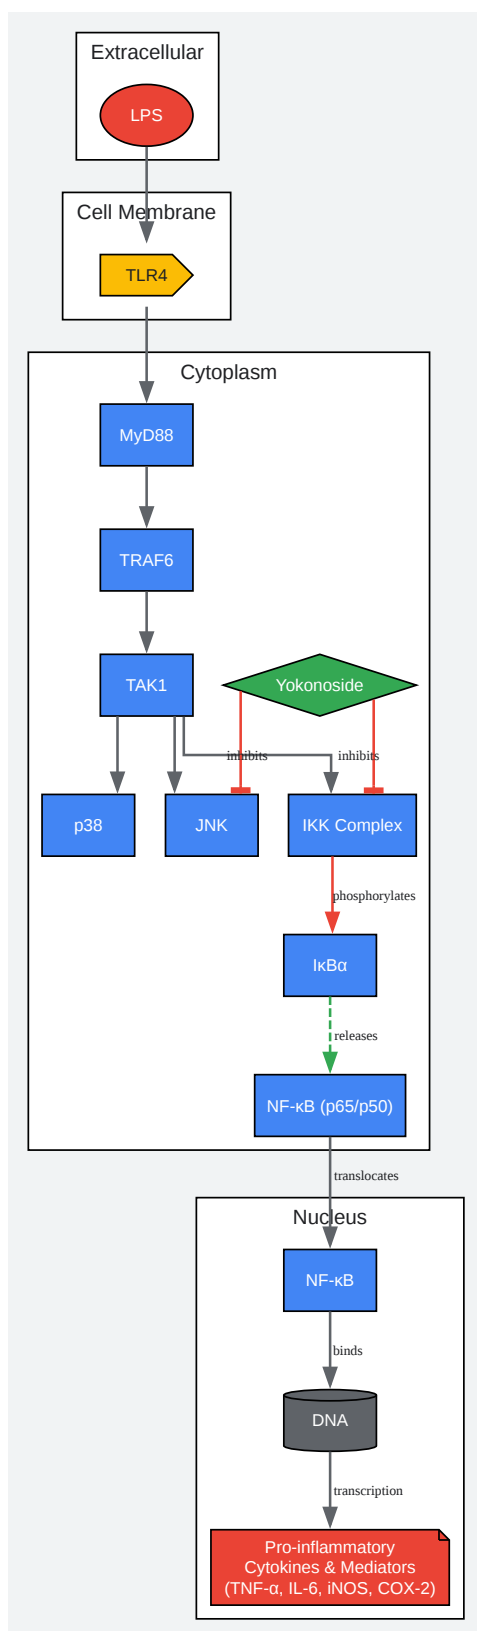 Extracellular
LPS
Cell Membrane
TLR4
Cytoplasm
MyD88
TRAF6
TAK1
Yokonoside
inhibits
inhibits
p38
JNK
IKK Complex
phosphorylates
IκBα
releases
NF-κB (p65/p50)
translocates
Nucleus
NF-κB
binds
DNA
transcription
Pro-inflammatory
Cytokines & Mediators
(TNF-α, IL-6, iNOS, COX-2)